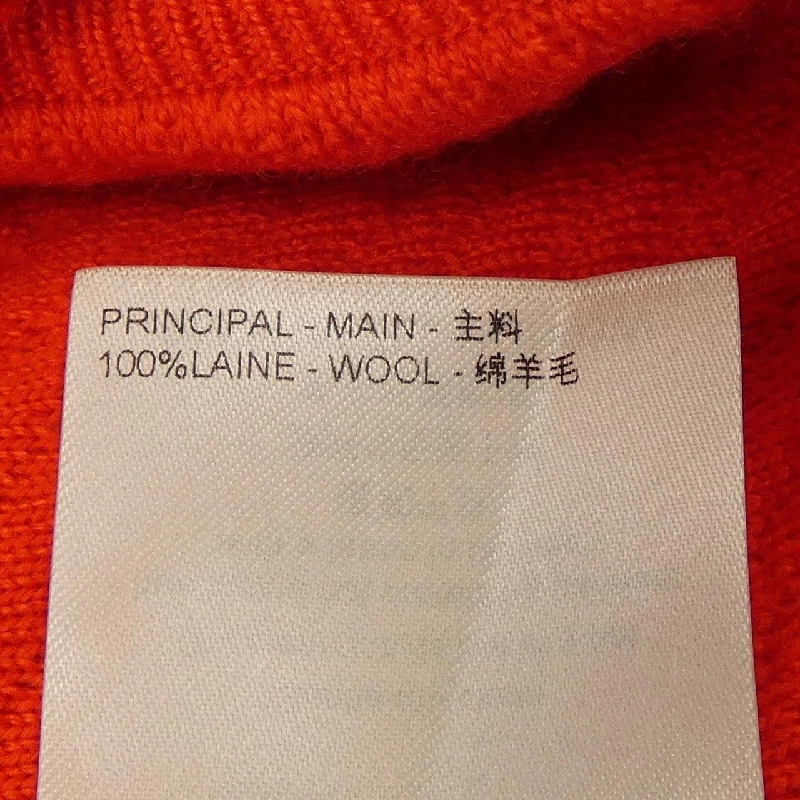 PRINCIPAL - MAIN - 主料
100%LAINE - WOOL - 绵羊毛